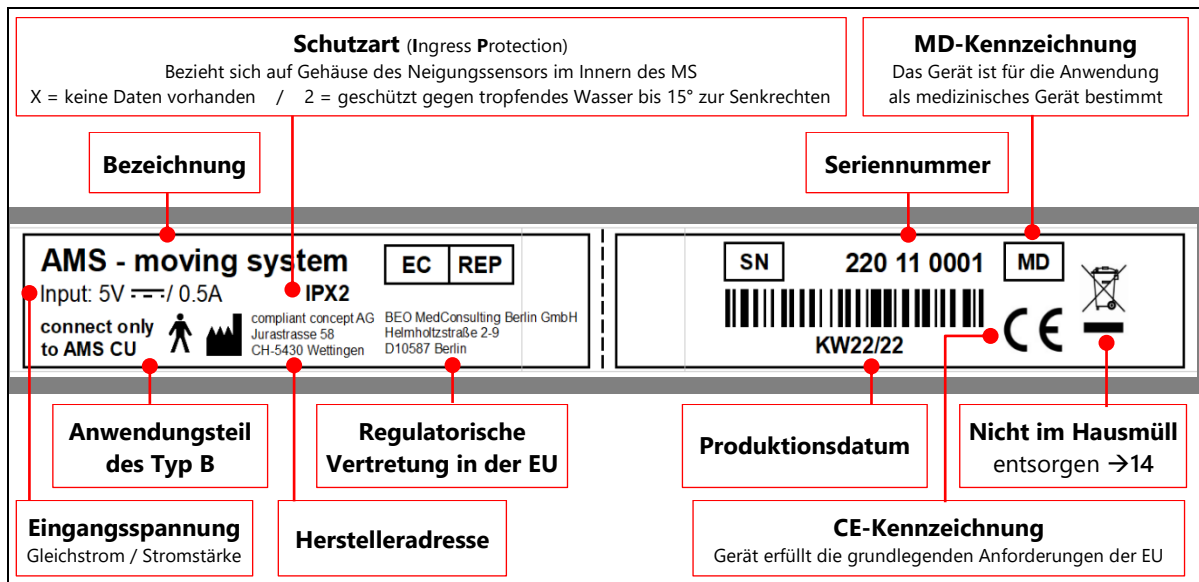 Schutzart (Ingress Protection)
Bezieht sich auf Gehäuse des Neigungssensors im Innern des MS
X = keine Daten vorhanden / 2 = geschützt gegen tropfendes Wasser bis 15° zur Senkrechten
MD-Kennzeichnung
Das Gerät ist für die Anwendung
als medizinisches Gerät bestimmt
Bezeichnung
Seriennummer
AMS - moving system
Input: 5V ⎓/ 0.5A
IPX2
EC REP
connect only
to AMS CU
compliant concept AG
Jurastrasse 58
CH-5430 Wettingen
BEO MedConsulting Berlin GmbH
Helmholtzstraße 2-9
D10587 Berlin
SN
220 11 0001
MD
KW22/22
CE
Anwendungsteil
des Typ B
Regulatorische
Vertretung in der EU
Produktionsdatum
Nicht im Hausmüll
entsorgen →14
Eingangsspannung
Gleichstrom / Stromstärke
Herstelleradresse
CE-Kennzeichnung
Gerät erfüllt die grundlegenden Anforderungen der EU